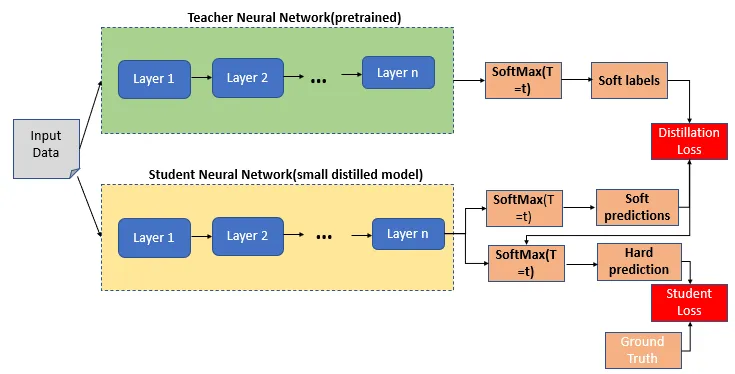 Teacher Neural Network(pretrained)
Layer 1
Layer 2
...
Layer n
SoftMax(T
=t)
Soft labels
Input
Data
Distillation
Loss
Student Neural Network(small distilled model)
Layer 1
Layer 2
...
Layer n
SoftMax(T
=t)
Soft
predictions
SoftMax(T
=t)
Hard
prediction
Student
Loss
Ground
Truth